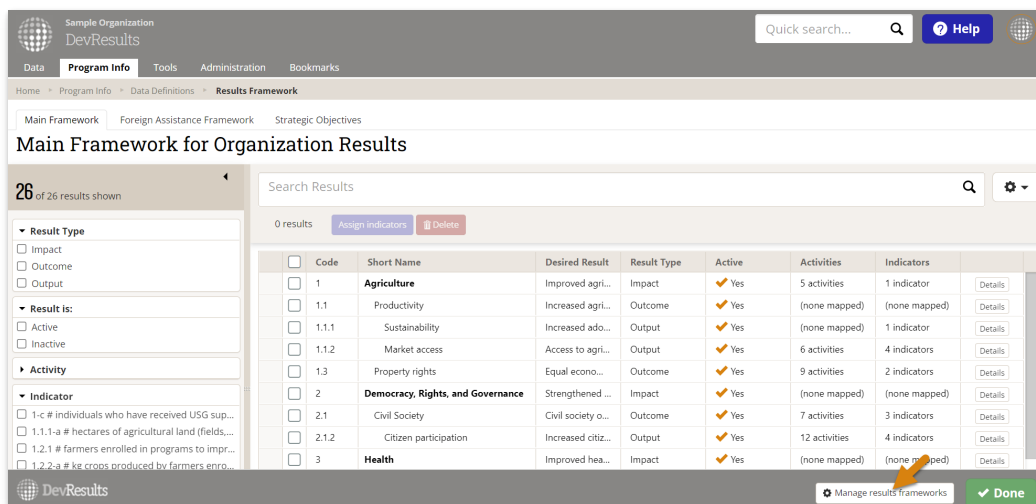 Sample Organization
DevResults
Quick search...
Help
Data Program Info Tools Administration Bookmarks
Home Program Info Data Definitions Results Framework
Main Framework Foreign Assistance Framework Strategic Objectives
Main Framework for Organization Results
26 of 26 results shown
Search Results
0 results Assign indicators Delete
Result Type
Impact
Outcome
Output
Result is:
Active
Inactive
Activity
Indicator
1-c # individuals who have received USG sup...
1.1.1-a # hectares of agricultural land (fields,...
1.2.1 # farmers enrolled in programs to impr...
1.2.2-a # kg crops produced by farmers enro...
Code Short Name Desired Result Result Type Active Activities Indicators
1 Agriculture Improved agri... Impact Yes 5 activities 1 indicator Details
1.1 Productivity Increased agri... Outcome Yes (none mapped) (none mapped) Details
1.1.1 Sustainability Increased ado... Output Yes (none mapped) 1 indicator Details
1.1.2 Market access Access to agri... Output Yes 6 activities 4 indicators Details
1.3 Property rights Equal econo... Outcome Yes 9 activities 2 indicators Details
2 Democracy, Rights, and Governance Strengthened ... Impact Yes (none mapped) (none mapped) Details
2.1 Civil Society Civil society o... Outcome Yes 7 activities 3 indicators Details
2.1.2 Citizen participation Increased citiz... Output Yes 12 activities 4 indicators Details
3 Health Improved hea... Impact Yes (none mapped) (none mapped) Details
DevResults
Manage results frameworks
Done